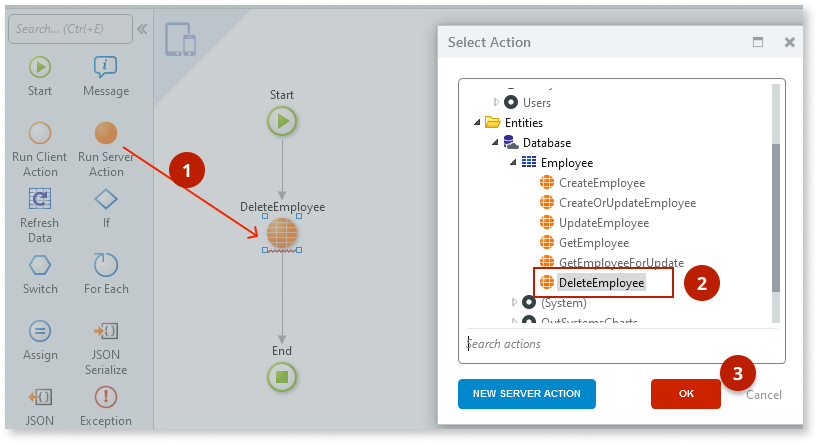 Search... (Ctrl+E)
Start
Message
Run Client
Action
Run Server
Action
Refresh
Data
If
Switch
For Each
Assign
JSON
Serialize
JSON
Exception
1
Start
DeleteEmployee
End
Select Action
Users
Entities
Database
Employee
CreateEmployee
CreateOrUpdateEmployee
UpdateEmployee
GetEmployee
GetEmployeeForUpdate
DeleteEmployee
2
(System)
OutSystemsCharts
Search actions
3
NEW SERVER ACTION
OK
Cancel